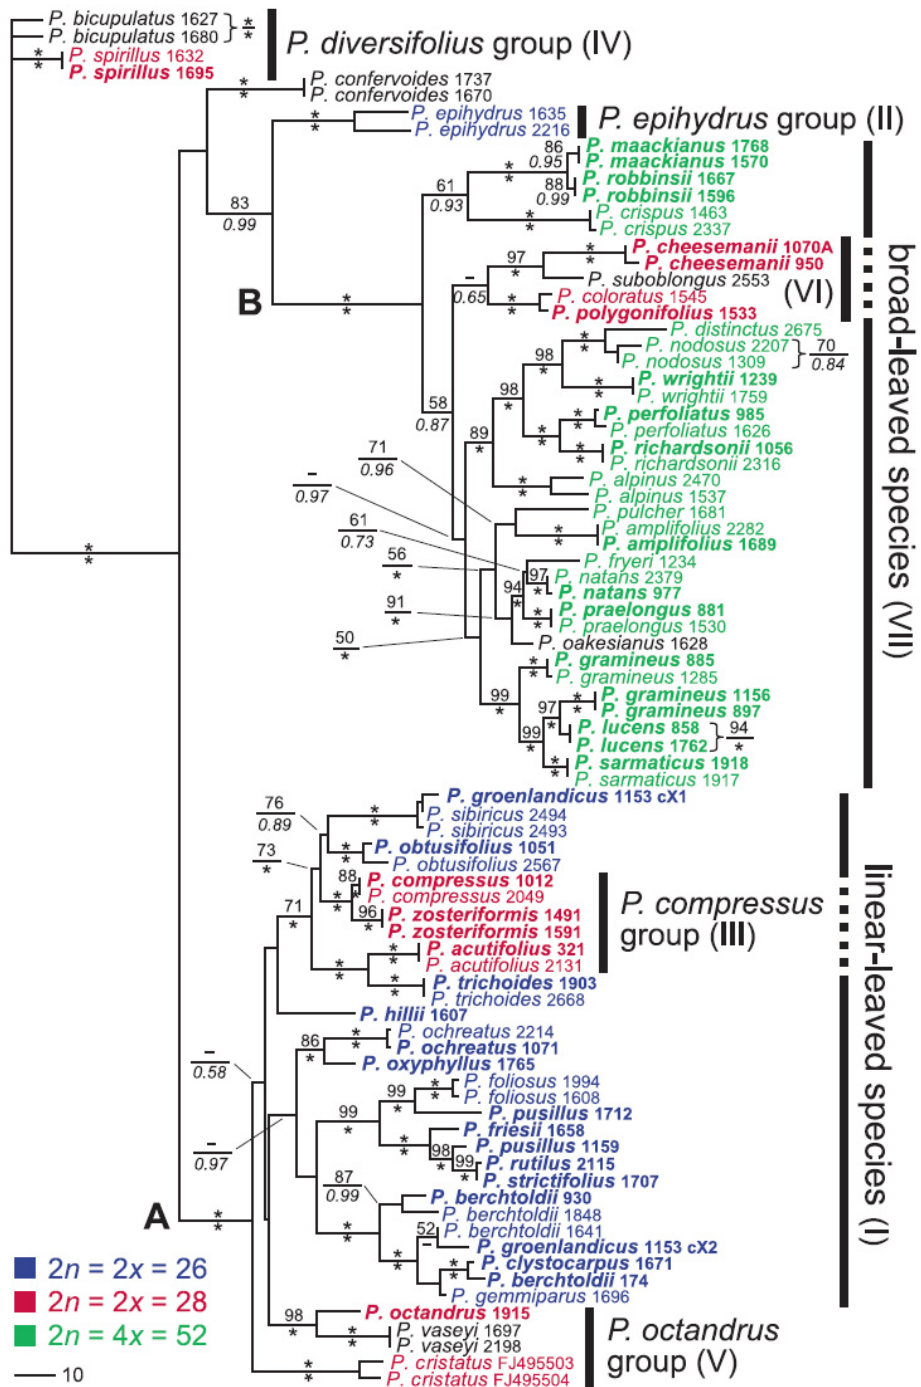 P. bicupulatus 1627
P. bicupulatus 1680
*
*
*
*
P. spirillus 1632
P. spirillus 1695
P. diversifolius group (IV)
*
*
P. confervoides 1737
P. confervoides 1670
*
*
P. epihydrus 1635
P. epihydrus 2216
P. epihydrus group (II)
83
0.99
B
*
*
61
0.93
*
*
86
0.95
P. maackianus 1768
P. maackianus 1570
88
0.99
P. robbinsii 1667
P. robbinsii 1596
*
*
P. crispus 1463
P. crispus 2337
–
0.65
97
*
*
*
P. cheesemanii 1070A
P. cheesemanii 950
P. suboblongus 2553
*
*
P. coloratus 1545
P. polygonifolius 1533
(VI)
broad-leaved species (VII)
58
0.87
89
*
98
*
98
*
*
*
P. distinctus 2675
P. nodosus 2207
P. nodosus 1309
70
0.84
*
*
P. wrightii 1239
P. wrightii 1759
*
*
*
*
P. perfoliatus 985
P. perfoliatus 1626
*
*
P. richardsonii 1056
P. richardsonii 2316
*
*
P. alpinus 2470
P. alpinus 1537
71
0.96
–
0.97
61
0.73
56
*
91
*
50
*
P. pulcher 1681
*
*
P. amplifolius 2282
P. amplifolius 1689
P. fryeri 1234
97
*
P. natans 2379
P. natans 977
94
*
*
*
P. praelongus 881
P. praelongus 1530
P. oakesianus 1628
99
*
*
*
P. gramineus 885
P. gramineus 1285
99
*
97
*
*
*
P. gramineus 1156
P. gramineus 897
P. lucens 858
P. lucens 1762
94
*
*
*
P. sarmaticus 1918
P. sarmaticus 1917
*
*
76
0.89
73
*
71
*
*
*
P. groenlandicus 1153 cX1
P. sibiricus 2494
P. sibiricus 2493
*
*
P. obtusifolius 1051
P. obtusifolius 2567
88
*
*
P. compressus 1012
P. compressus 2049
96
*
P. zosteriformis 1491
P. zosteriformis 1591
*
*
*
*
P. acutifolius 321
P. acutifolius 2131
*
*
P. trichoides 1903
P. trichoides 2668
P. compressus
group (III)
linear-leaved species (I)
P. hillii 1607
–
0.58
–
0.97
86
*
*
*
P. ochreatus 2214
P. ochreatus 1071
P. oxyphyllus 1765
99
*
99
*
*
*
P. foliosus 1994
P. foliosus 1608
P. pusillus 1712
*
*
P. friesii 1658
98
*
P. pusillus 1159
99
*
P. rutilus 2115
P. strictifolius 1707
87
0.99
*
*
P. berchtoldii 930
P. berchtoldii 1848
*
*
52
–
P. berchtoldii 1641
P. groenlandicus 1153 cX2
*
*
P. clystocarpus 1671
*
*
P. berchtoldii 174
P. gemmiparus 1696
A
*
*
98
*
P. octandrus 1915
*
*
P. vaseyi 1697
P. vaseyi 2198
*
*
P. cristatus FJ495503
P. cristatus FJ495504
P. octandrus
group (V)
2n = 2x = 26
2n = 2x = 28
2n = 4x = 52
10